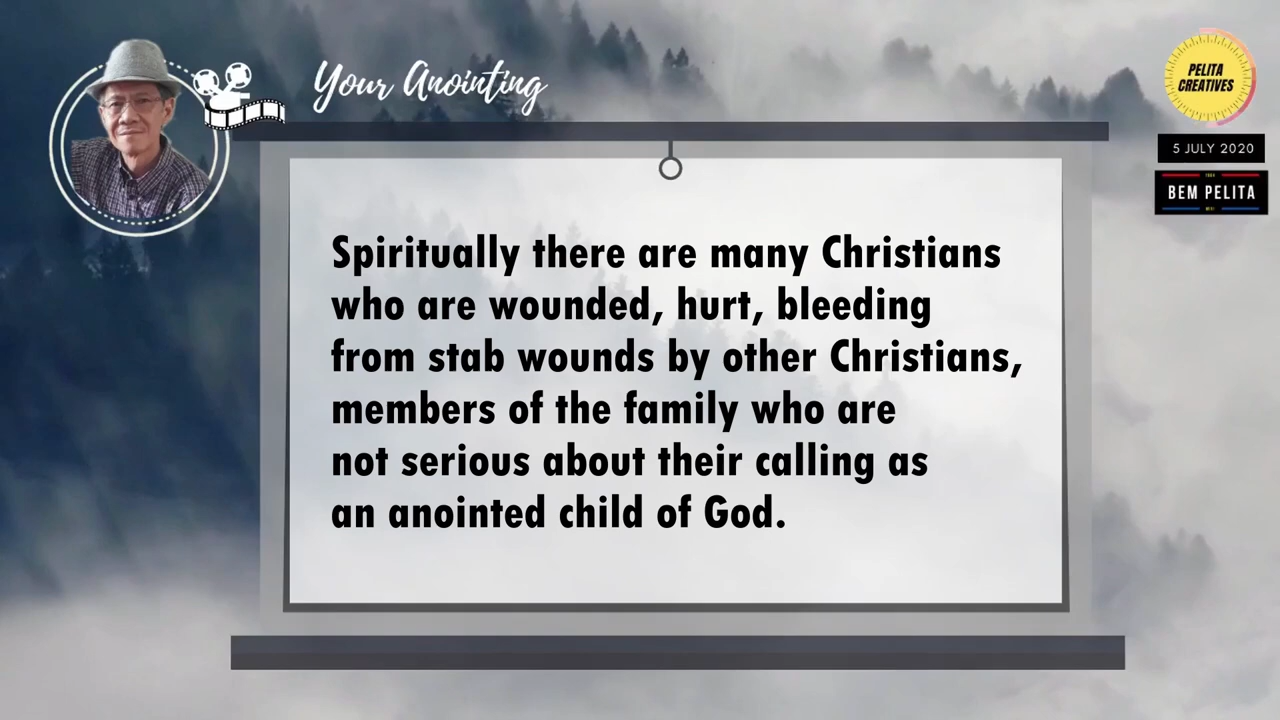 Your Anointing
PELITA
CREATIVES
5 JULY 2020
BEM PELITA
Spiritually there are many Christians
who are wounded, hurt, bleeding
from stab wounds by other Christians,
members of the family who are
not serious about their calling as
an anointed child of God.